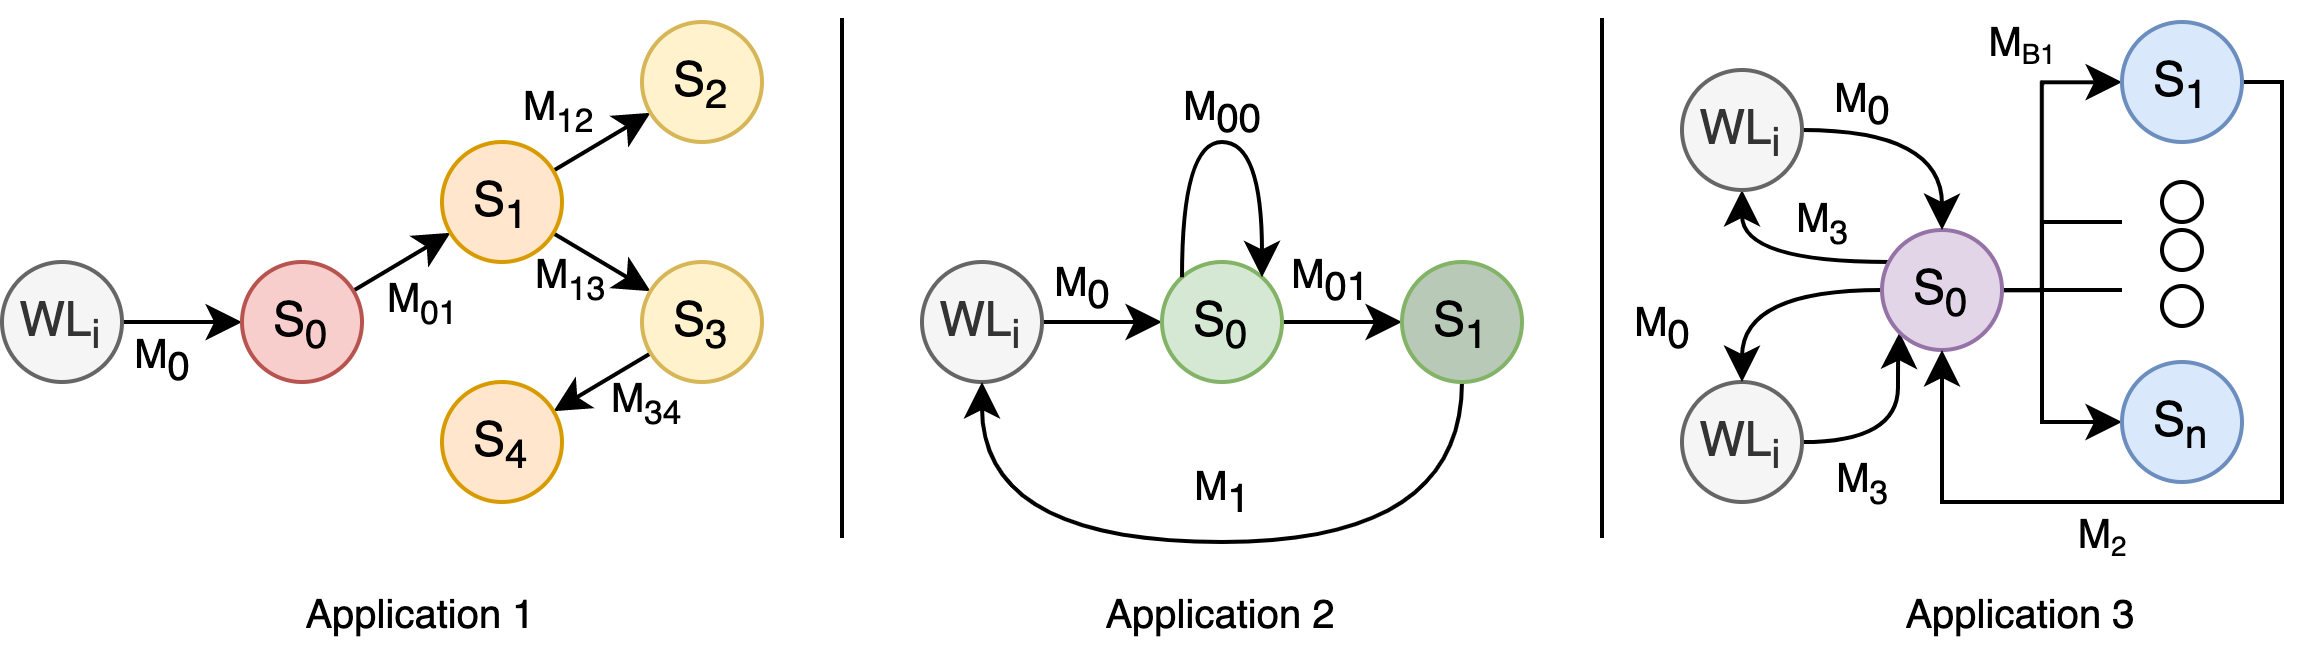 WLi
M0
S0
M01
S1
M12
S2
M13
S3
M34
S4
Application 1
WLi
M0
S0
M00
M01
S1
M1
Application 2
WLi
M0
M3
S0
M0
WLi
M3
MB1
S1
Sn
M2
Application 3